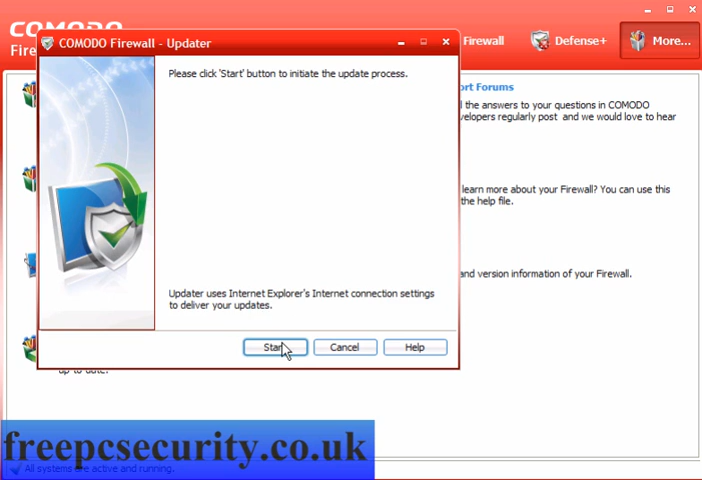 COMODO
Fire
Firewall
Defense+
More...
COMODO Firewall - Updater
Please click 'Start' button to initiate the update process.
Updater uses Internet Explorer's Internet connection settings
to deliver your updates.
Start
Cancel
Help
ort Forums
l the answers to your questions in COMODO
velopers regularly post and we would love to hear
learn more about your Firewall? You can use this
the help file.
and version information of your Firewall.
up to date.
freepcsecurity.co.uk
All systems are active and running.